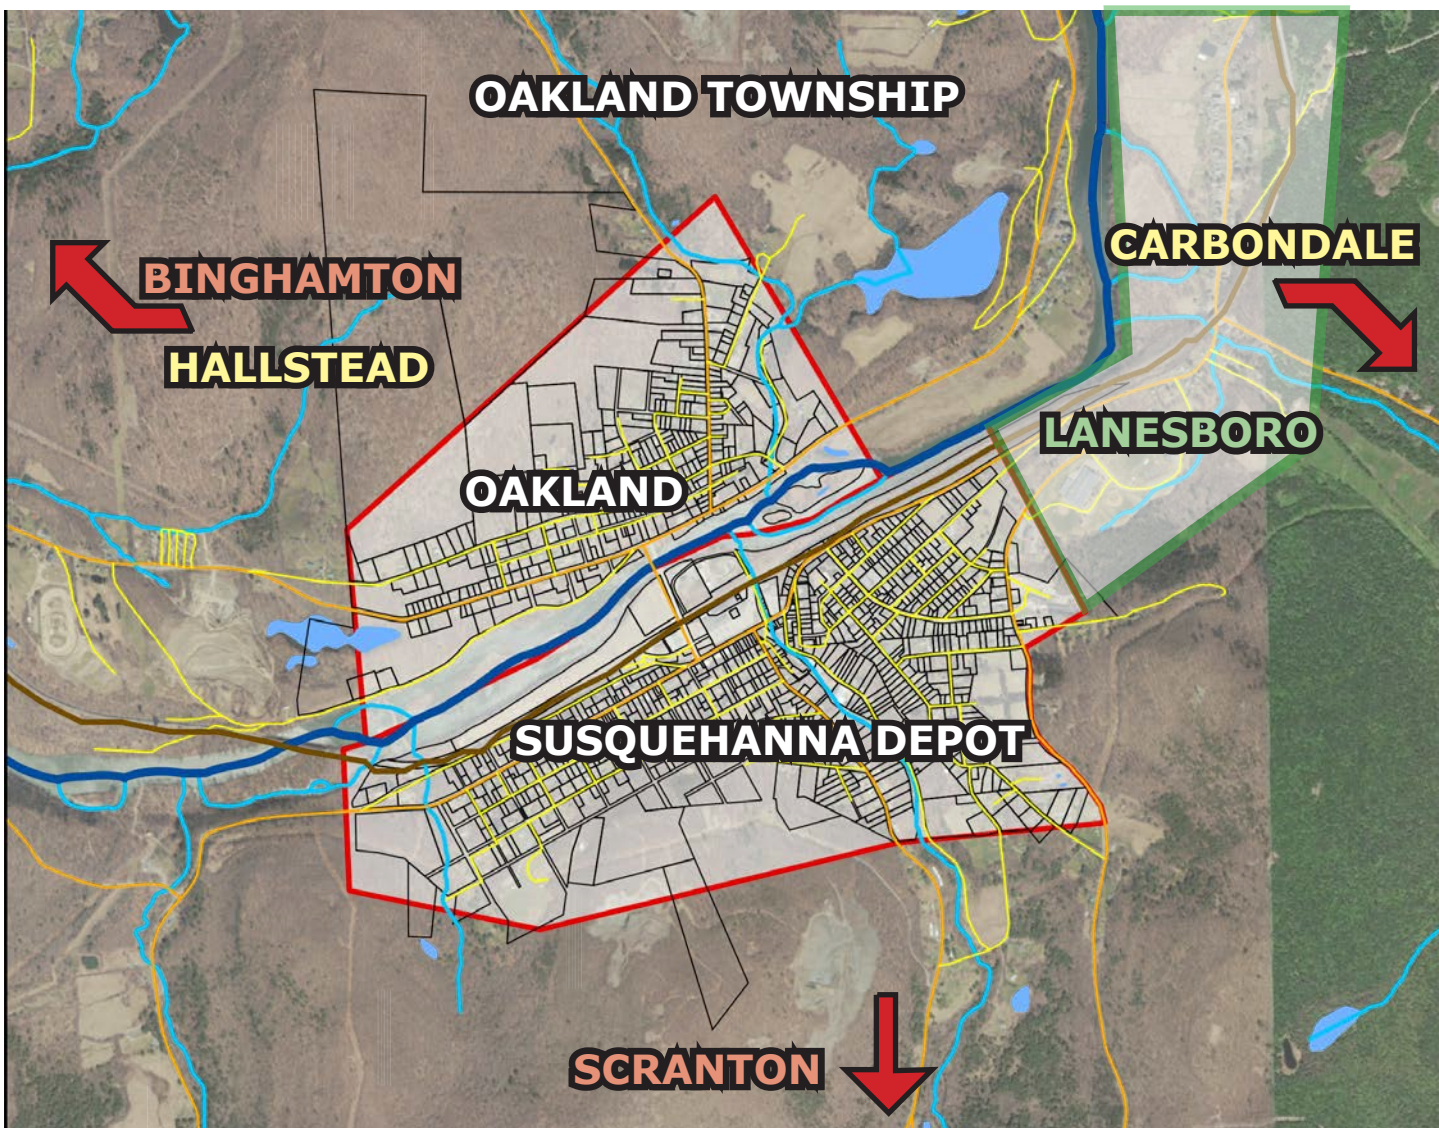 OAKLAND TOWNSHIP
CARBONDALE
BINGHAMTON
HALLSTEAD
LANESBORO
OAKLAND
SUSQUEHANNA DEPOT
SCRANTON